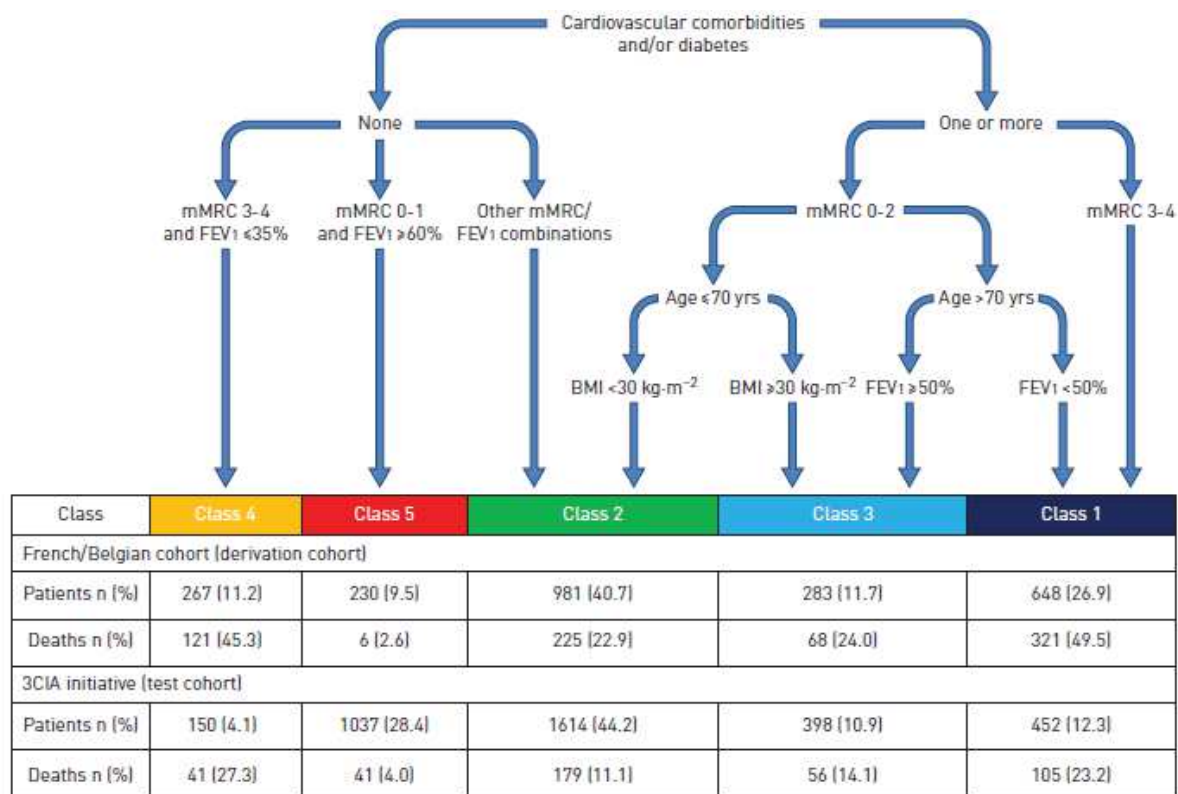 Cardiovascular comorbidities
and/or diabetes
None
One or more
mMRC 3-4
and FEV1 ⩽35%
mMRC 0-1
and FEV1 ⩾60%
Other mMRC/
FEV1 combinations
mMRC 0-2
mMRC 3-4
Age ⩽70 yrs
Age >70 yrs
BMI <30 kg·m⁻²
BMI ⩾30 kg·m⁻²
FEV1 ⩾50%
FEV1 <50%
Class Class 4 Class 5 Class 2 Class 3 Class 1
French/Belgian cohort (derivation cohort)
Patients n (%) 267 (11.2) 230 (9.5) 981 (40.7) 283 (11.7) 648 (26.9)
Deaths n (%) 121 (45.3) 6 (2.6) 225 (22.9) 68 (24.0) 321 (49.5)
3CIA initiative (test cohort)
Patients n (%) 150 (4.1) 1037 (28.4) 1614 (44.2) 398 (10.9) 452 (12.3)
Deaths n (%) 41 (27.3) 41 (4.0) 179 (11.1) 56 (14.1) 105 (23.2)